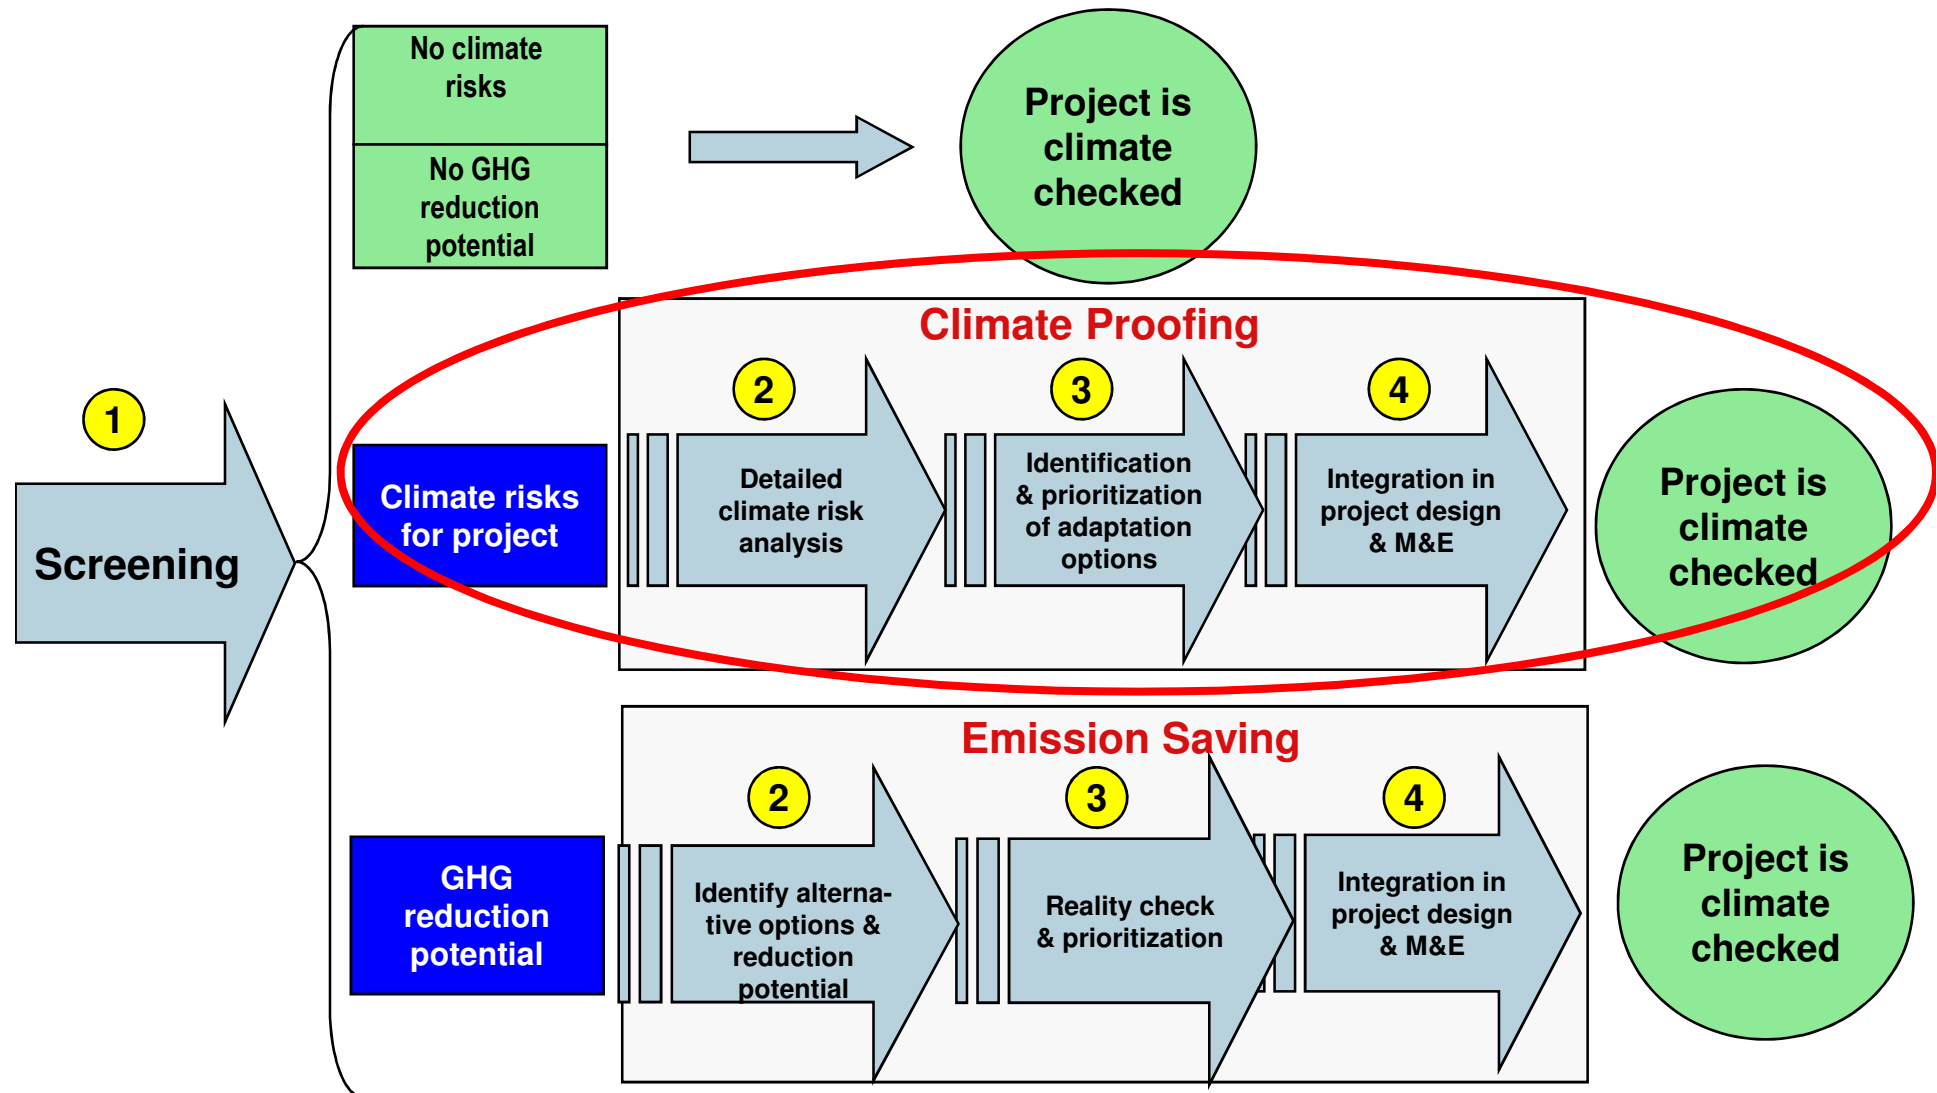 No climate
risks
No GHG
reduction
potential
Project is
climate
checked
1
Screening
Climate Proofing
2
3
4
Climate risks
for project
Detailed
climate risk
analysis
Identification
& prioritization
of adaptation
options
Integration in
project design
& M&E
Project is
climate
checked
Emission Saving
2
3
4
GHG
reduction
potential
Identify alterna-
tive options &
reduction
potential
Reality check
& prioritization
Integration in
project design
& M&E
Project is
climate
checked